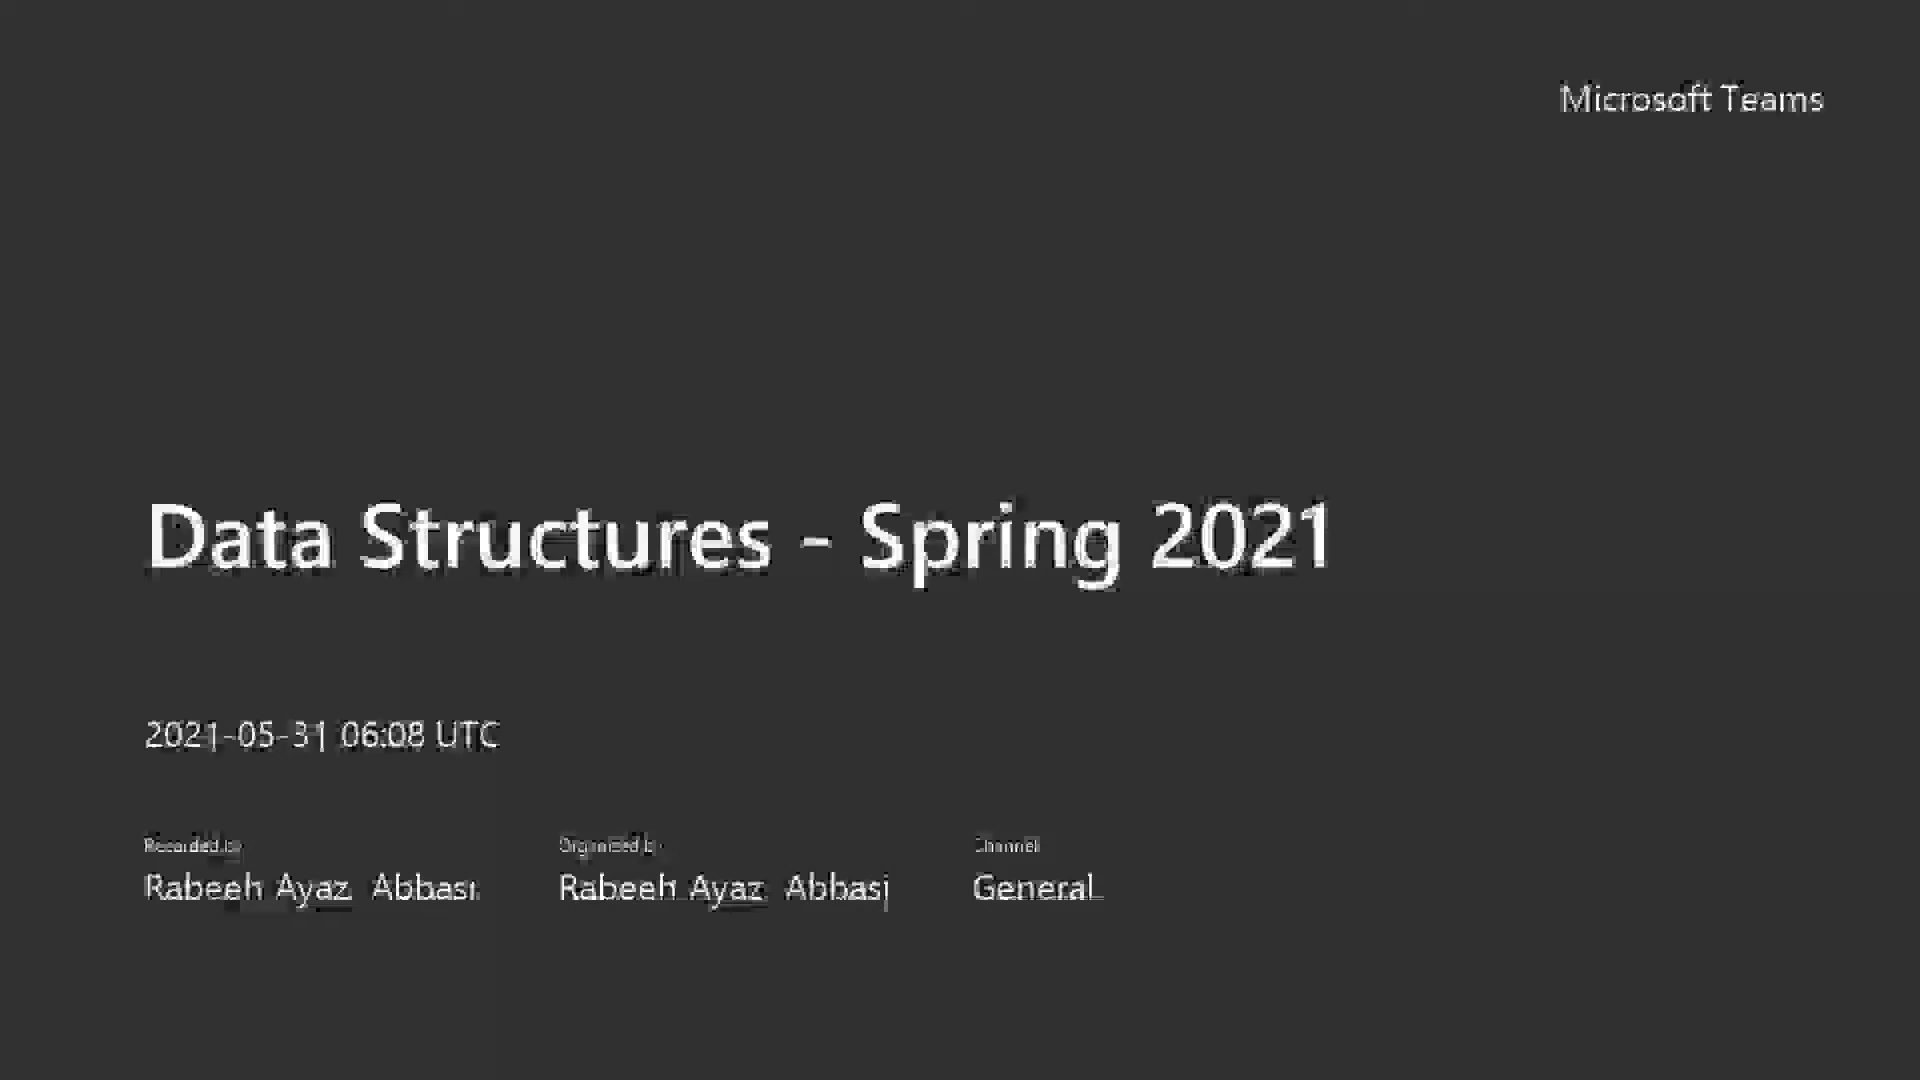 Microsoft Teams
Data Structures - Spring 2021
2021-05-31 06:08 UTC
Recorded by
Organized by
Channel
Rabeeh Ayaz Abbasi
Rabeeh Ayaz Abbasi
General